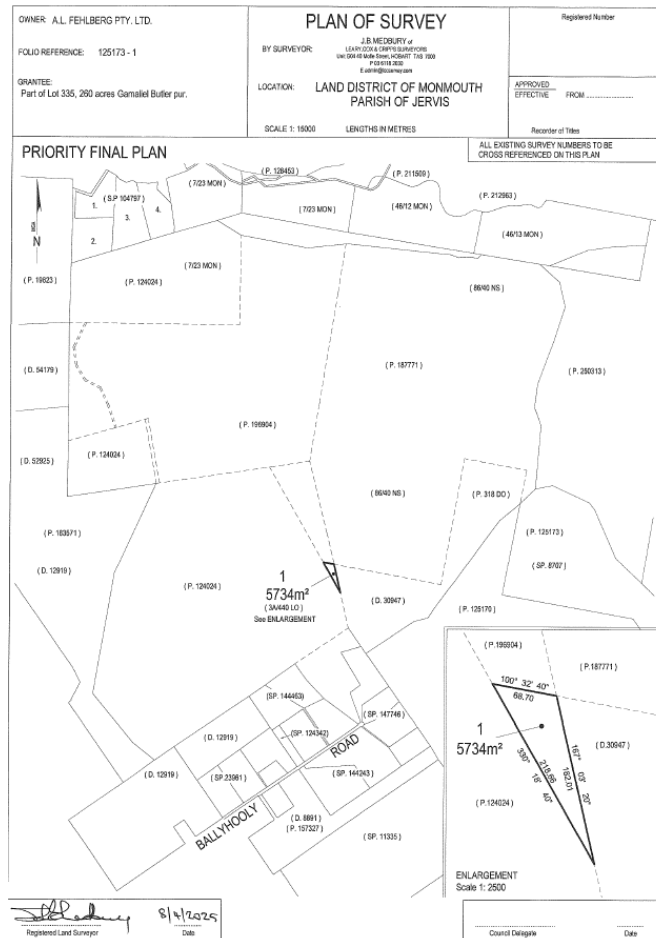 OWNER: A.L. FEHLBERG PTY. LTD.
FOLIO REFERENCE: 125173 - 1
GRANTEE:
Part of Lot 335, 260 acres Gamaliel Butler pur.
PLAN OF SURVEY
BY SURVEYOR:
J.B. MEDBURY of
LEARY, COX & CRIPPS SURVEYORS
LOCATION: LAND DISTRICT OF MONMOUTH
PARISH OF JERVIS
SCALE 1: 15000 LENGTHS IN METRES
Registered Number
APPROVED
EFFECTIVE FROM
Recorder of Titles
PRIORITY FINAL PLAN
ALL EXISTING SURVEY NUMBERS TO BE
CROSS REFERENCED ON THIS PLAN
( P. 128453 )
( P. 211509 )
( 7/23 MON )
( P. 212963 )
( S.P 104797 )
1.
3.
4.
2.
( 7/23 MON )
( 46/12 MON )
( 46/13 MON )
N
( 7/23 MON )
( P. 19823 )
( P. 124024 )
( 86/40 NS )
( D. 54179 )
( P. 187771 )
( P. 250313 )
( P. 196904 )
( D. 52925 )
( P. 124024 )
( 86/40 NS )
( P. 318 DO )
( P. 163571 )
( P. 125173 )
( D. 12919 )
( SP. 8707 )
( P. 124024 )
1
5734m²
( 3A/440 LO )
See ENLARGEMENT
( D. 30947 )
( P. 125170 )
(SP. 144463)
(SP. 147746 )
( D. 12919 )
(SP. 124342)
( D. 12919 )
(SP.23981 )
( SP. 144243 )
BALLYHOOLY ROAD
( D. 8891 )
( P. 157327 )
( SP. 11335 )
( P.196904 )
( P.187771 )
100° 32' 40"
68.70
1
5734m²
( D.30947 )
167° 03' 20"
182.01
218.66
330° 18' 40"
( P.124024 )
ENLARGEMENT
Scale 1: 2500
8/4/2025
Registered Land Surveyor
Date
Council Delegate
Date